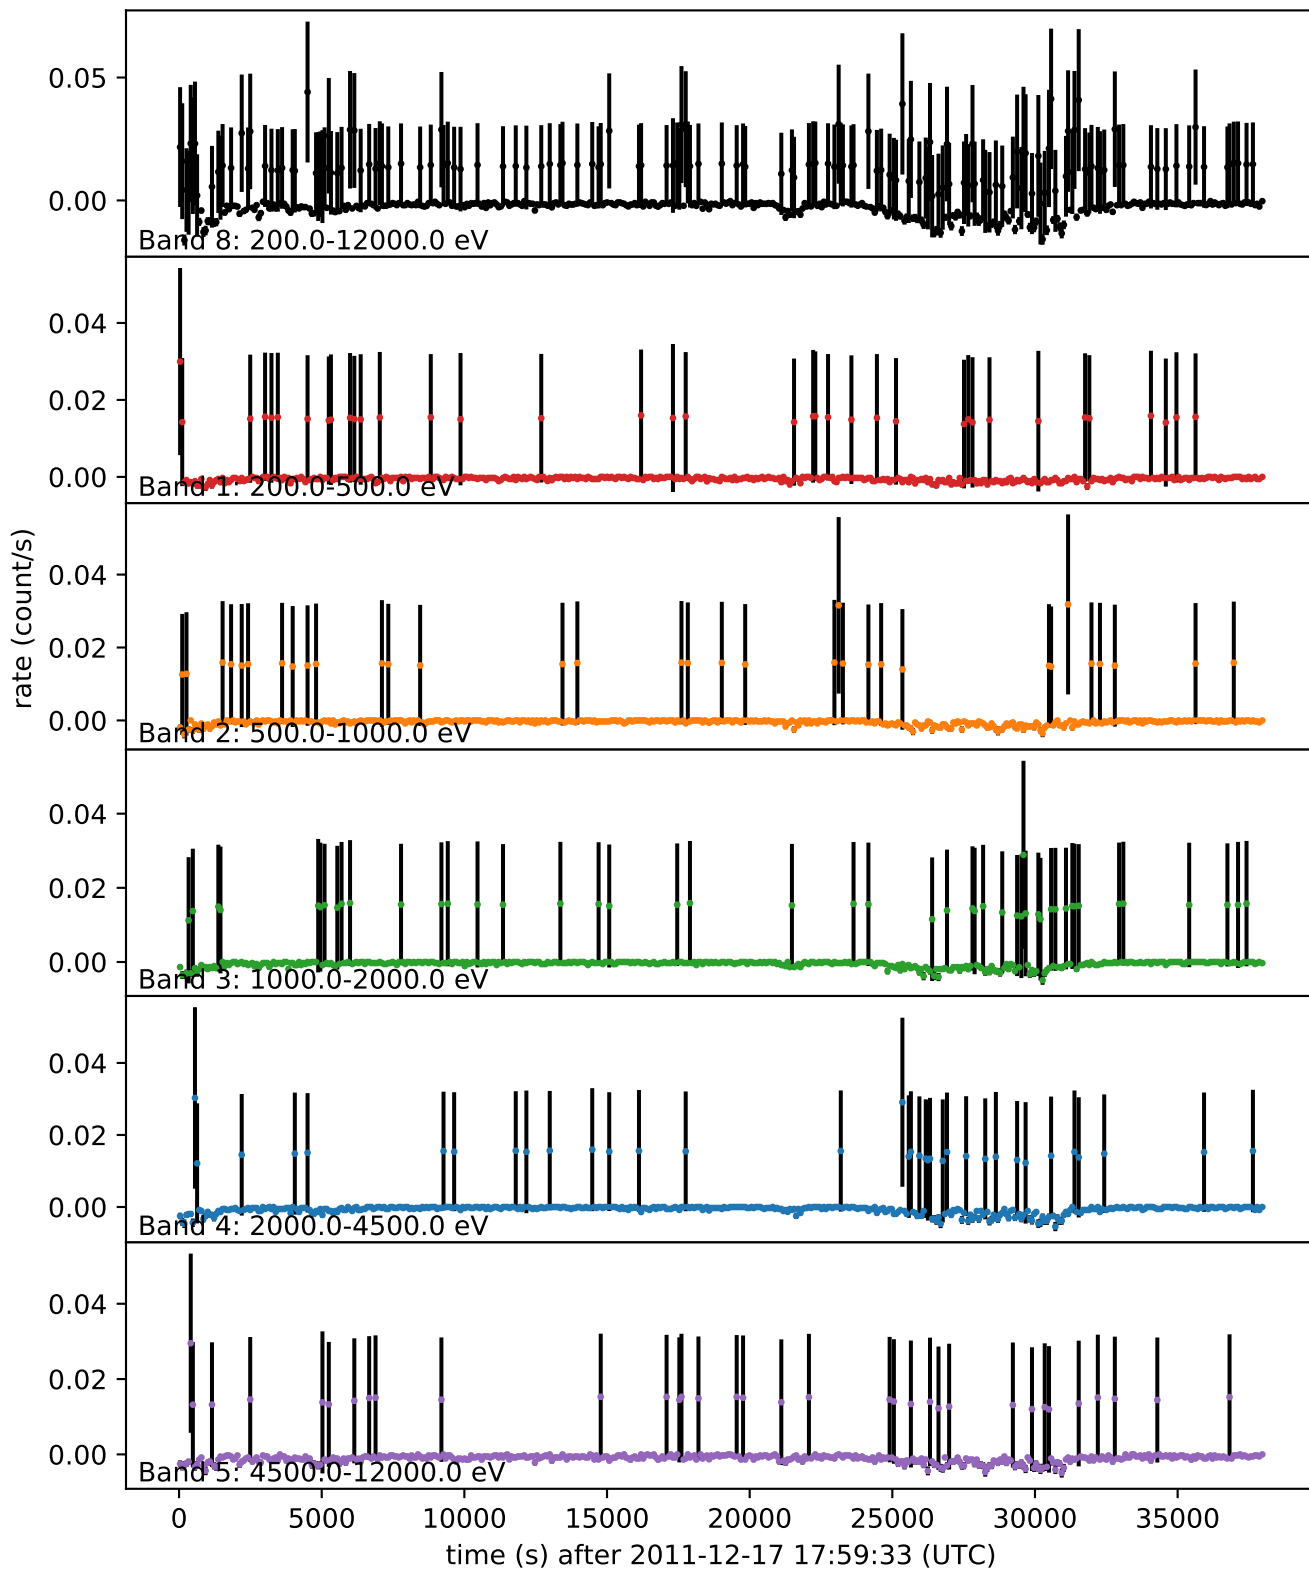 0.05
0.00
Band 8: 200.0-12000.0 eV
0.04
0.02
0.00
Band 1: 200.0-500.0 eV
rate (count/s)
0.04
0.02
0.00
Band 2: 500.0-1000.0 eV
0.04
0.02
0.00
Band 3: 1000.0-2000.0 eV
0.04
0.02
0.00
Band 4: 2000.0-4500.0 eV
0.04
0.02
0.00
Band 5: 4500.0-12000.0 eV
0 5000 10000 15000 20000 25000 30000 35000
time (s) after 2011-12-17 17:59:33 (UTC)